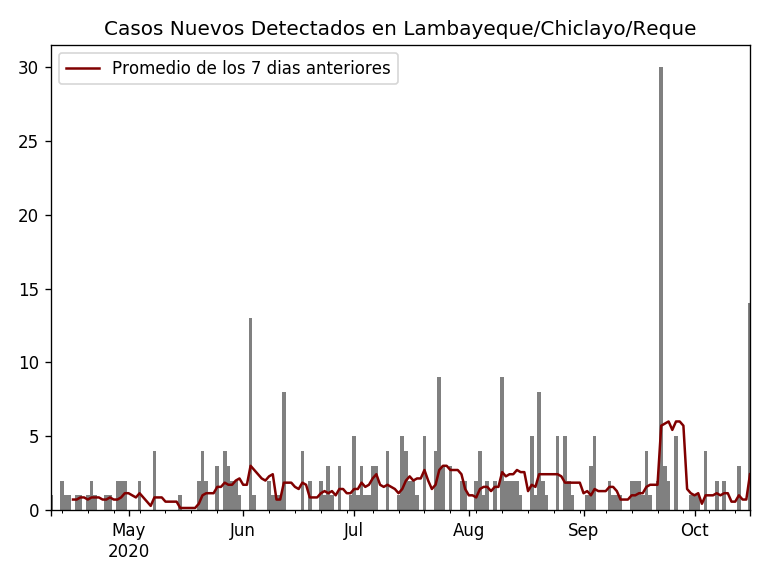 Casos Nuevos Detectados en Lambayeque/Chiclayo/Reque
Promedio de los 7 dias anteriores
30
25
20
15
10
5
0
May Jun Jul Aug Sep Oct
2020